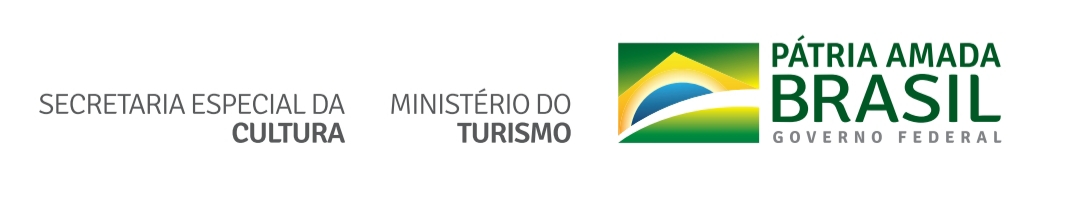 SECRETARIA ESPECIAL DA
CULTURA
MINISTÉRIO DO
TURISMO
PÁTRIA AMADA
BRASIL
GOVERNO FEDERAL